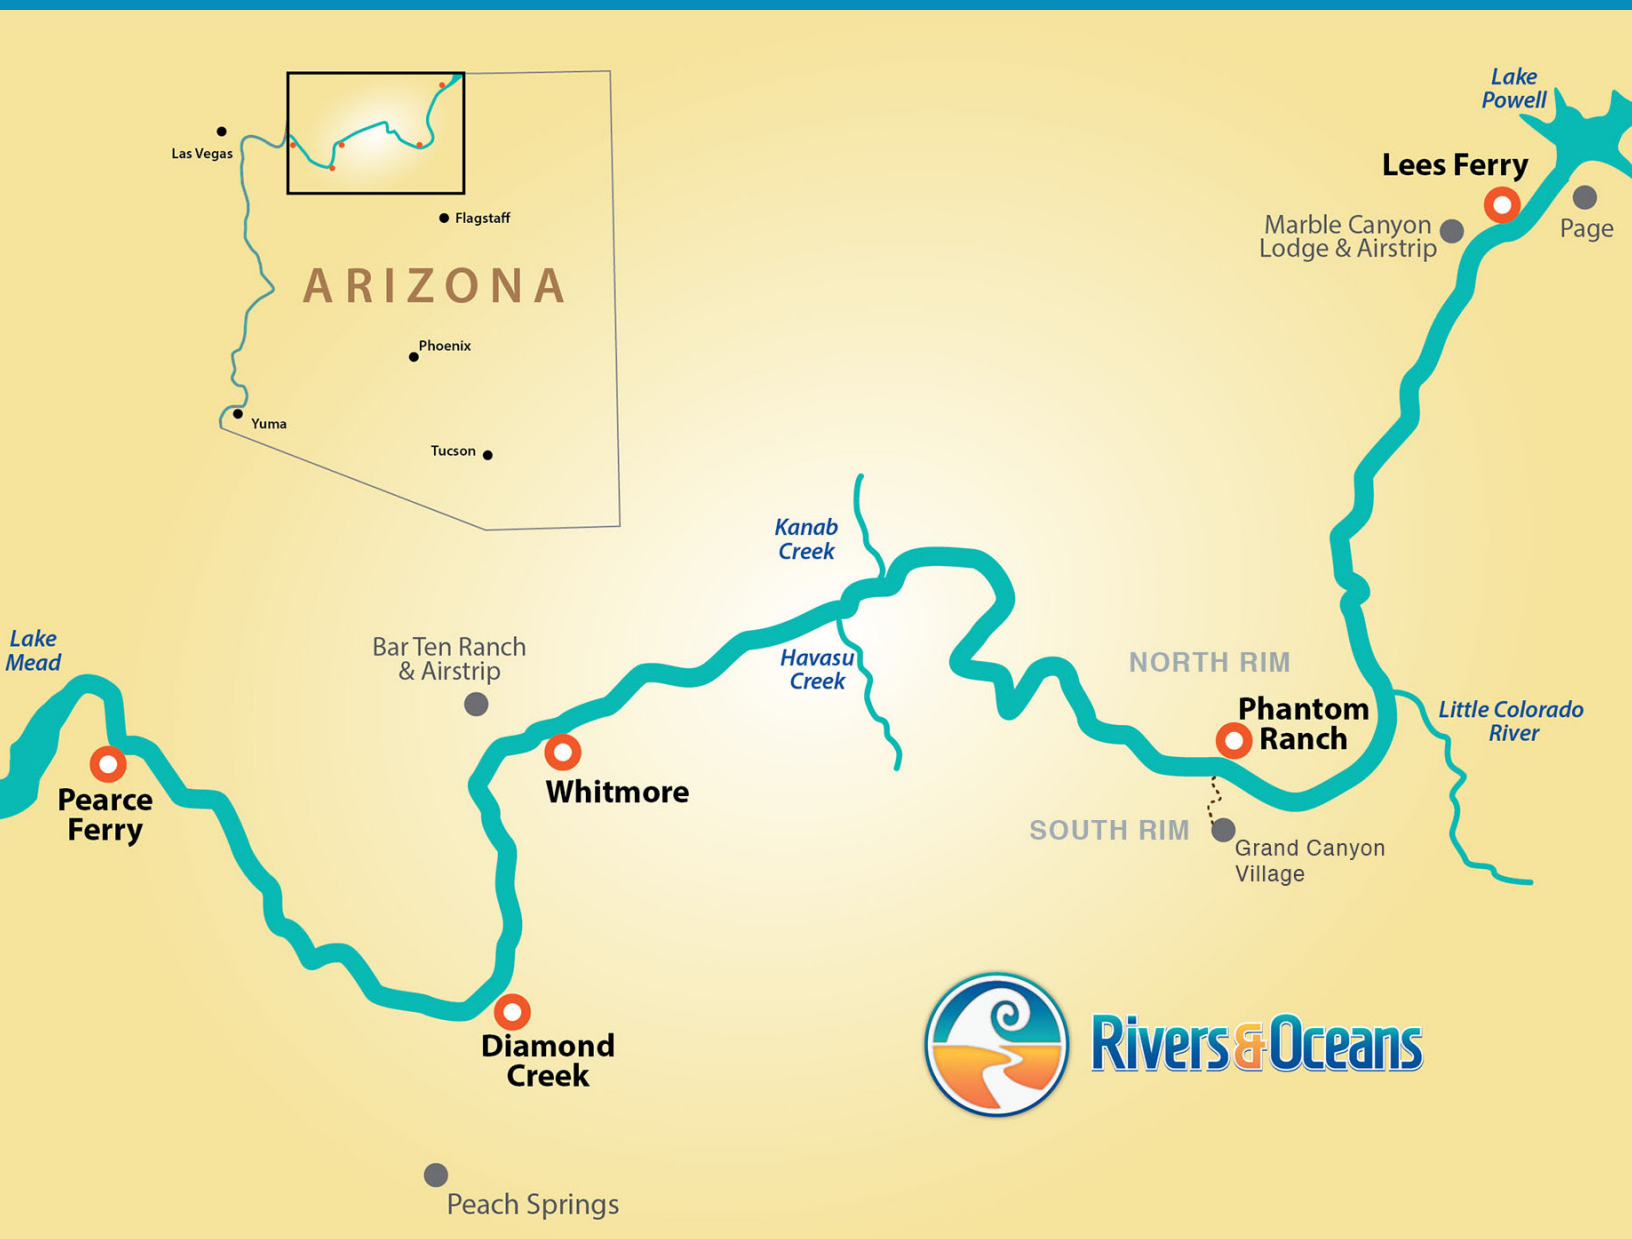 Lake
Powell
Lees Ferry
Marble Canyon
Lodge & Airstrip
Page
Las Vegas
Flagstaff
ARIZONA
Phoenix
Yuma
Tucson
Kanab
Creek
Lake
Mead
Bar Ten Ranch
& Airstrip
Havasu
Creek
NORTH RIM
Phantom
Ranch
Little Colorado
River
Pearce
Ferry
Whitmore
SOUTH RIM
Grand Canyon
Village
Diamond
Creek
Rivers&Oceans
Peach Springs